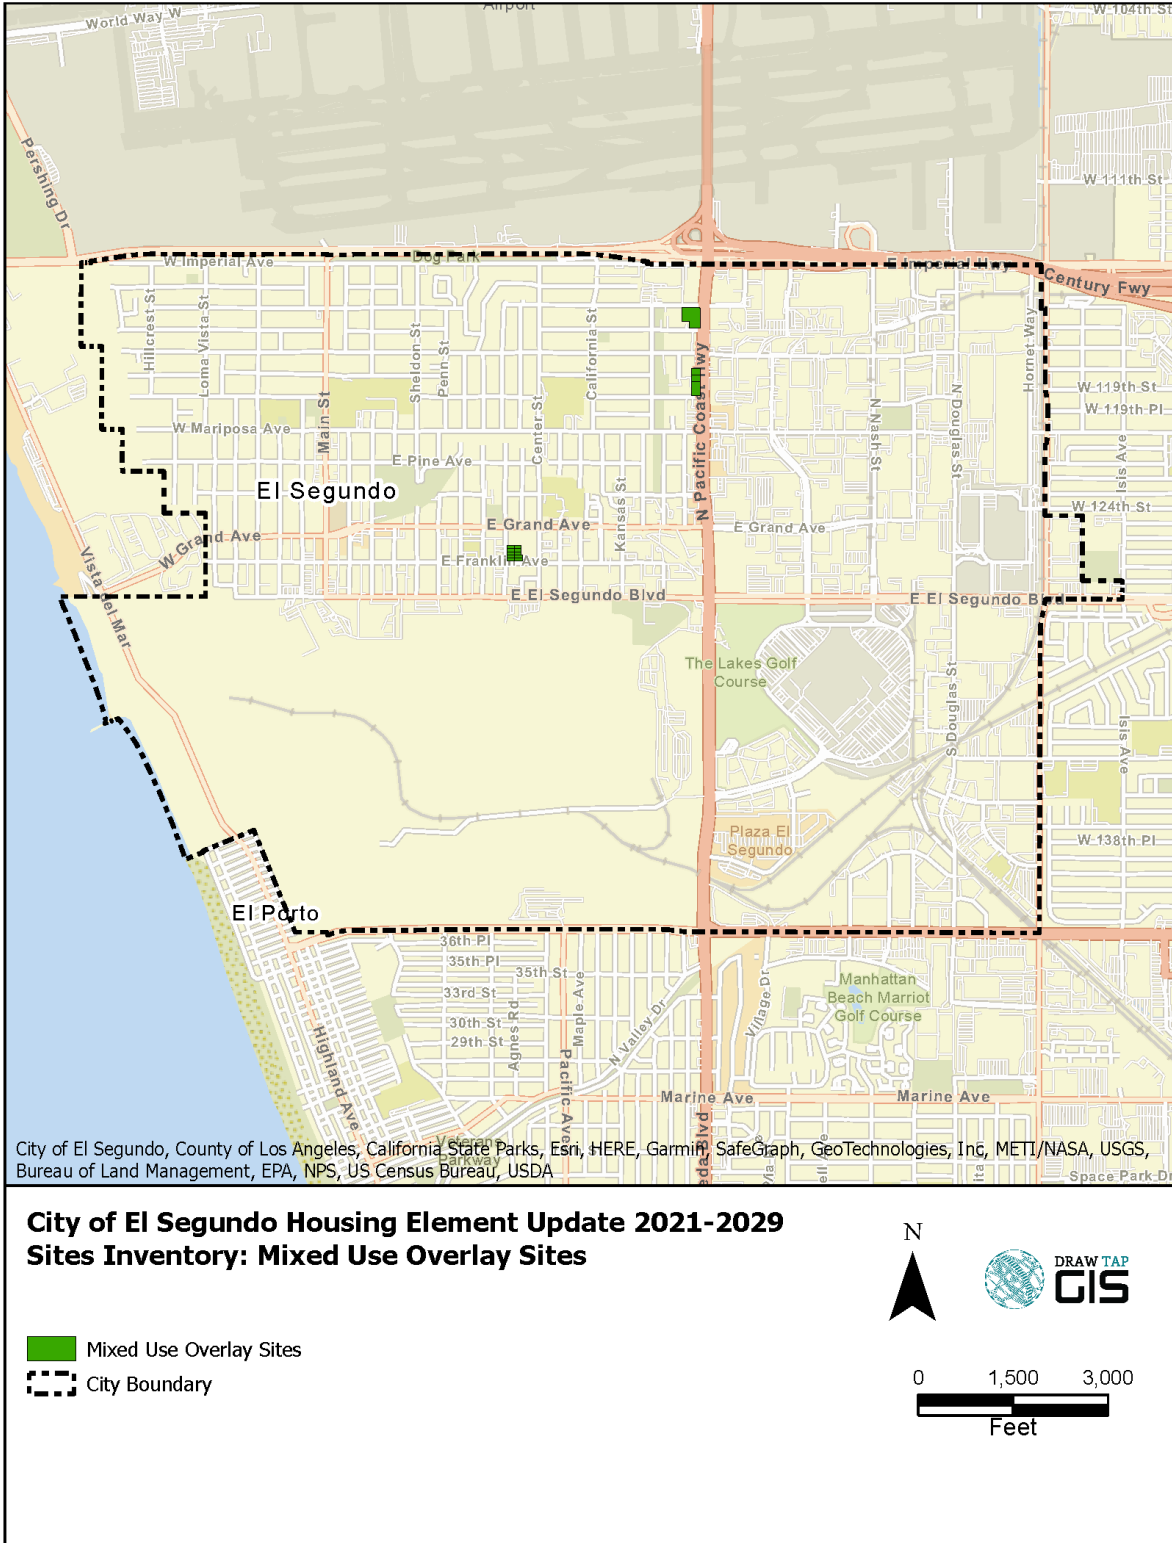 Airport
World Way W
W 104th St
Pershing Dr
W 111th St
Dog Park
W Imperial Ave
E Imperial Hwy
Century Fwy
Hillcrest St
Loma Vista St
Sheldon St
Penn St
California St
N Pacific Coast Hwy
Hornet Way
W 119th St
W 119th Pl
Main St
Center St
N Nash St
N Douglas St
W Mariposa Ave
E Pine Ave
Isis Ave
El Segundo
Kansas St
W 124th St
E Grand Ave
E Grand Ave
W Grand Ave
E Franklin Ave
Vista del Mar
E El Segundo Blvd
E El Segundo Blvd
The Lakes Golf
Course
S Douglas St
Isis Ave
Plaza El
Segundo
W 138th Pl
El Porto
36th Pl
35th Pl
35th St
33rd St
30th St
29th St
Agnes Rd
Maple Ave
N Valley Dr
Village Dr
Manhattan
Beach Marriot
Golf Course
Highland Ave
Pacific Ave
Marine Ave
Marine Ave
Veterans
Parkway
eda Blvd
Space Park Dr
City of El Segundo, County of Los Angeles, California State Parks, Esri, HERE, Garmin, SafeGraph, GeoTechnologies, Inc, METI/NASA, USGS,
Bureau of Land Management, EPA, NPS, US Census Bureau, USDA
City of El Segundo Housing Element Update 2021-2029
Sites Inventory: Mixed Use Overlay Sites
N
DRAW TAP
GIS
Mixed Use Overlay Sites
City Boundary
0 1,500 3,000
Feet